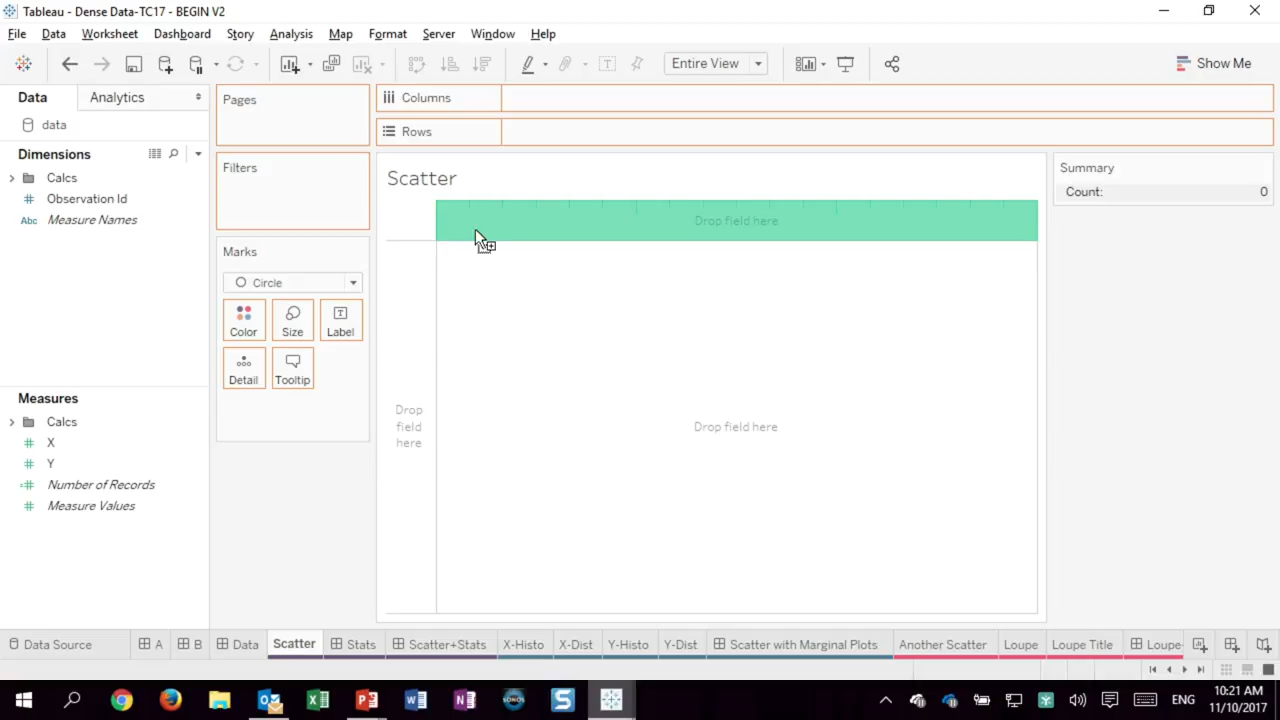 Tableau - Dense Data-TC17 - BEGIN V2
File Data Worksheet Dashboard Story Analysis Map Format Server Window Help
Entire View
Show Me
Data Analytics
data
Dimensions
Calcs
Observation Id
Abc Measure Names
Measures
Calcs
X
Y
Number of Records
Measure Values
Pages
Filters
Marks
Circle
Color Size Label
Detail Tooltip
Columns
Rows
Scatter
Drop field here
Drop
field
here
Drop field here
Summary
Count: 0
Data Source A B Data Scatter Stats Scatter+Stats X-Histo X-Dist Y-Histo Y-Dist Scatter with Marginal Plots Another Scatter Loupe Loupe Title Loupe-
SONOS
ENG
10:21 AM
11/10/2017